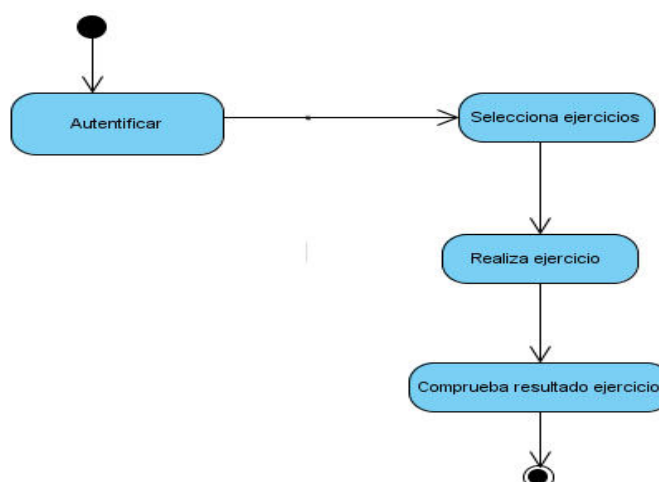 Autentificar
Selecciona ejercicios
Realiza ejercicio
Comprueba resultado ejercicio